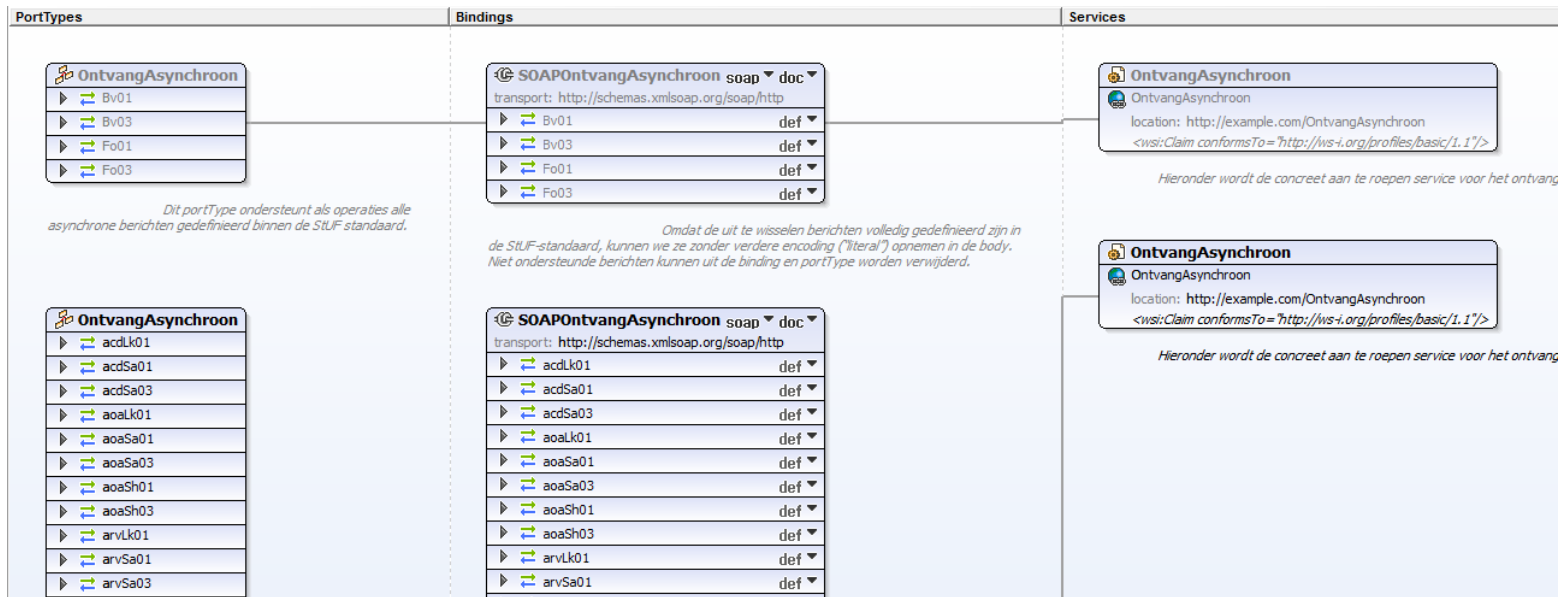 PortTypes
Bindings
Services
OntvangAsynchroon
Bv01
Bv03
Fo01
Fo03
Dit portType ondersteunt als operaties alle
asynchrone berichten gedefinieerd binnen de StUF standaard.
OntvangAsynchroon
acdLk01
acdSa01
acdSa03
aoaLk01
aoaSa01
aoaSa03
aoaSh01
aoaSh03
arvLk01
arvSa01
arvSa03
SOAPOntvangAsynchroon soap doc
transport: http://schemas.xmlsoap.org/soap/http
Bv01 def
Bv03 def
Fo01 def
Fo03 def
Omdat de uit te wisselen berichten volledig gedefinieerd zijn in
de StUF-standaard, kunnen we ze zonder verdere encoding ("literal") opnemen in de body.
Niet ondersteunde berichten kunnen uit de binding en portType worden verwijderd.
SOAPOntvangAsynchroon soap doc
transport: http://schemas.xmlsoap.org/soap/http
acdLk01 def
acdSa01 def
acdSa03 def
aoaLk01 def
aoaSa01 def
aoaSa03 def
aoaSh01 def
aoaSh03 def
arvLk01 def
arvSa01 def
OntvangAsynchroon
OntvangAsynchroon
location: http://example.com/OntvangAsynchroon
<wsi:Claim conformsTo="http://ws-i.org/profiles/basic/1.1"/>
Hieronder wordt de concreet aan te roepen service voor het ontvang
OntvangAsynchroon
OntvangAsynchroon
location: http://example.com/OntvangAsynchroon
<wsi:Claim conformsTo="http://ws-i.org/profiles/basic/1.1"/>
Hieronder wordt de concreet aan te roepen service voor het ontvang